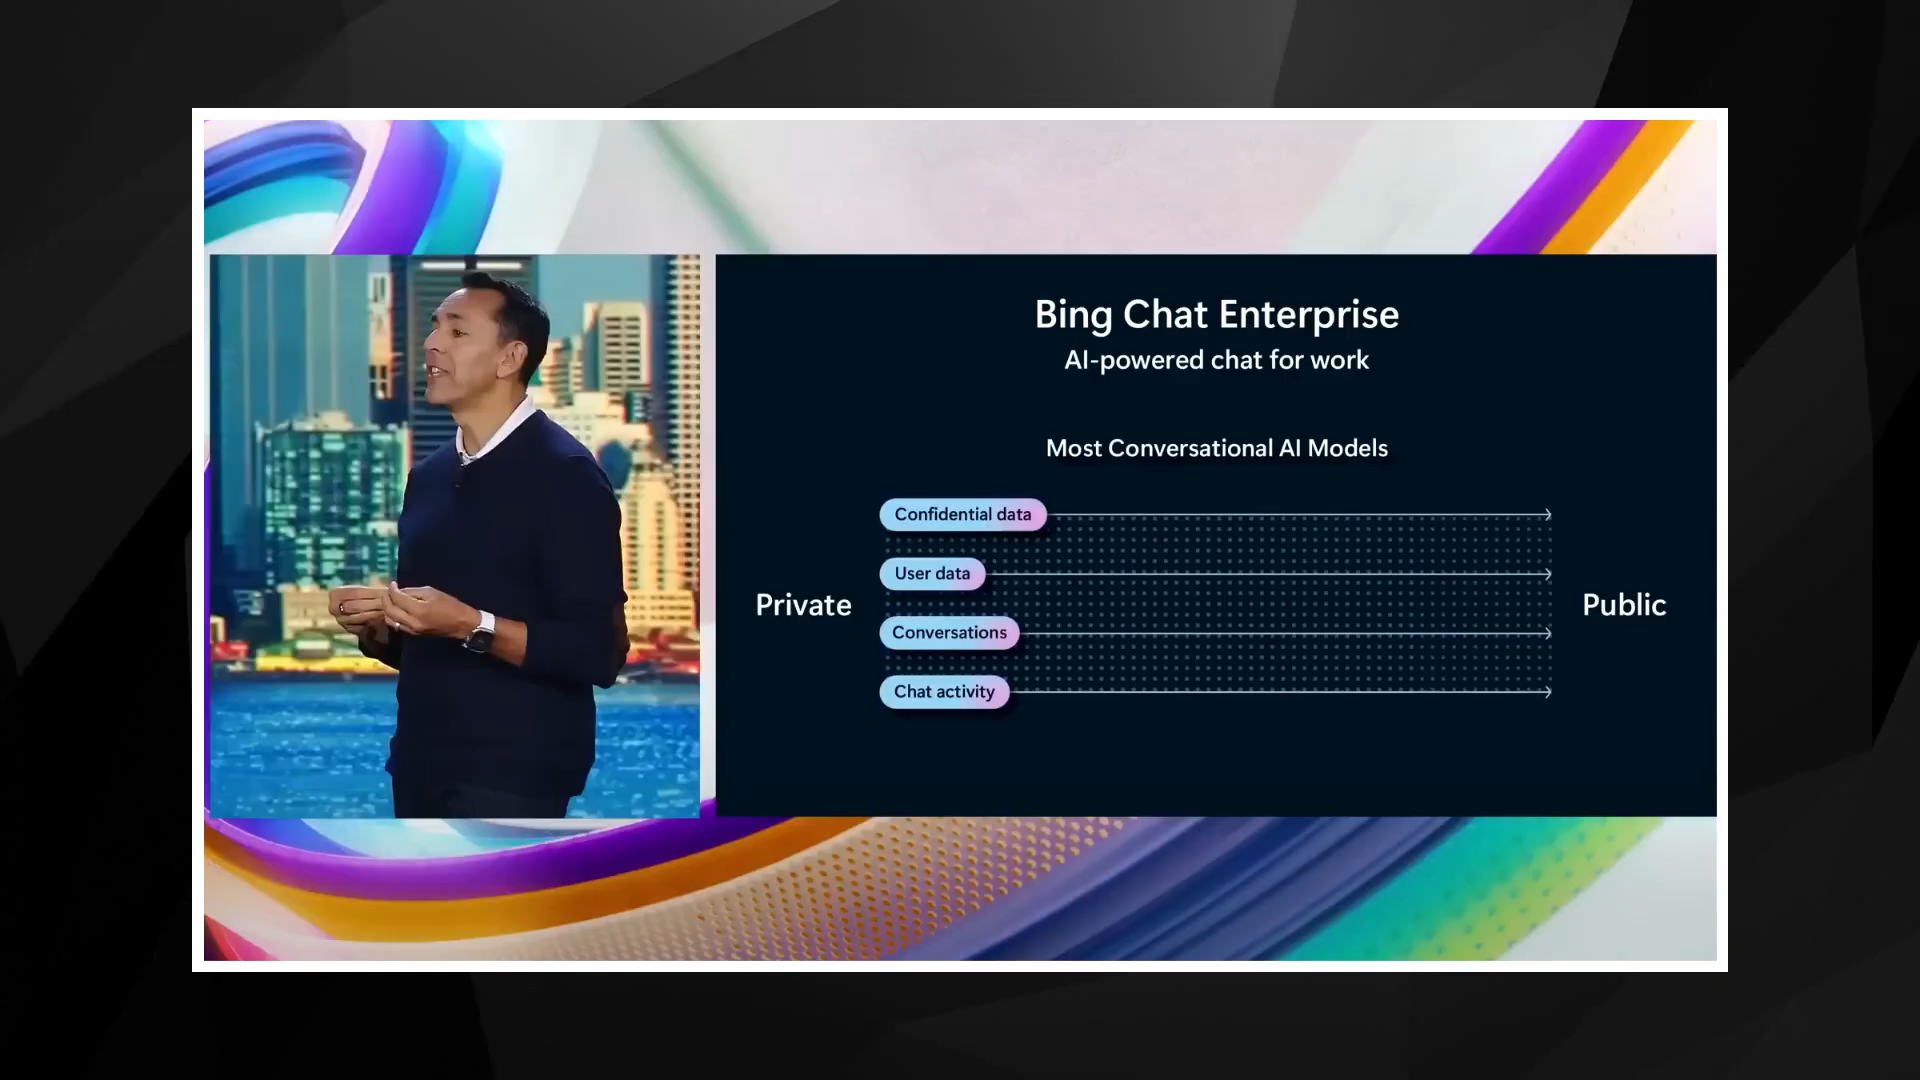 Bing Chat Enterprise
AI-powered chat for work
Most Conversational AI Models
Confidential data
User data
Private
Public
Conversations
Chat activity